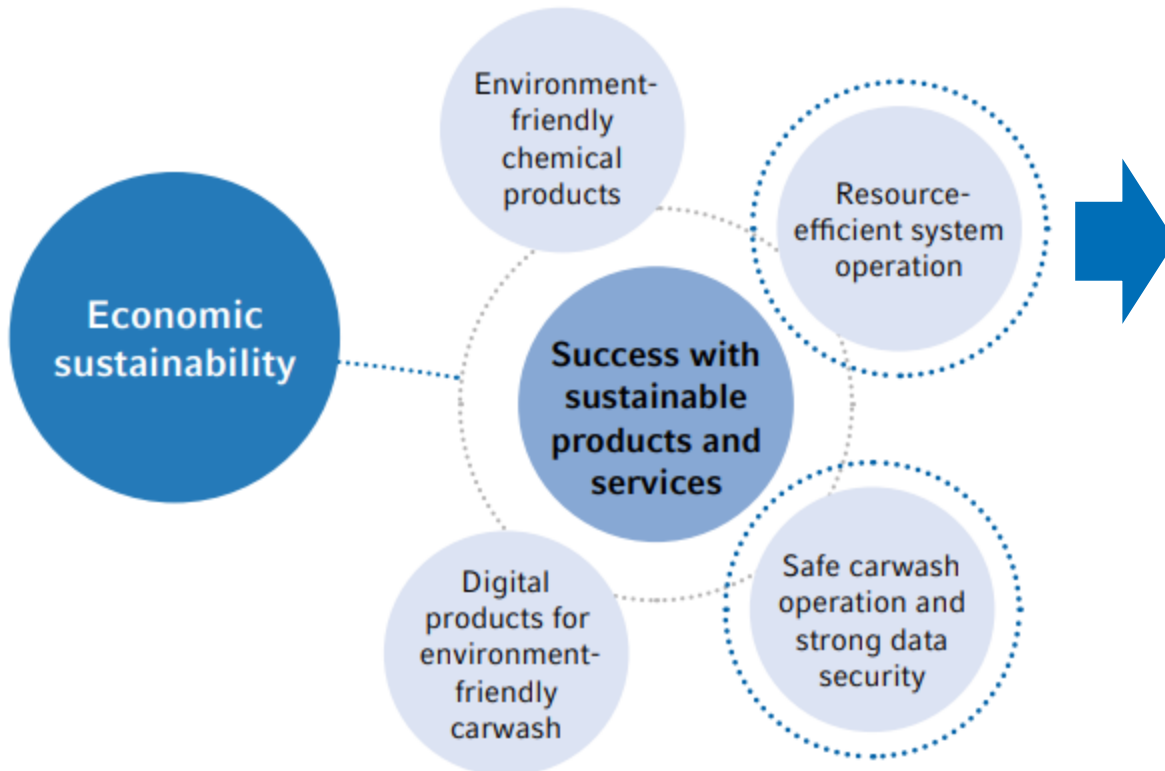 Environment-
friendly
chemical
products
Resource-
efficient system
operation
Economic
sustainability
Success with
sustainable
products and
services
Safe carwash
operation and
strong data
security
Digital
products for
environment-
friendly
carwash